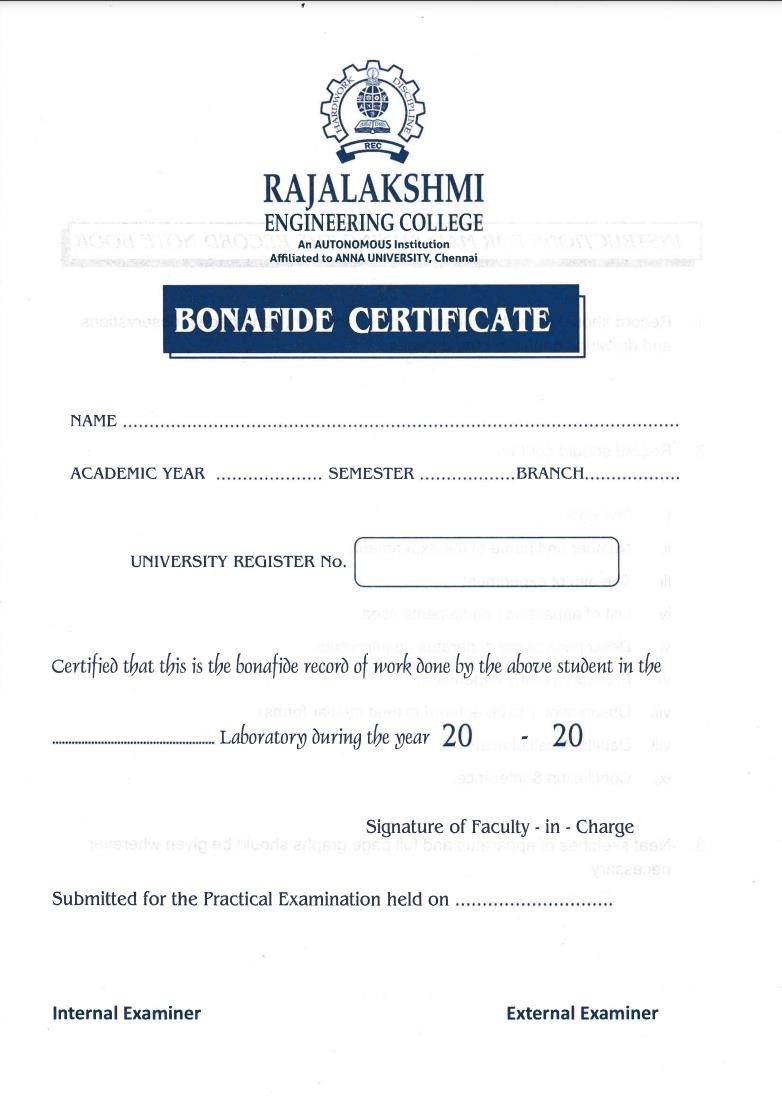 HARDWORK DISCIPLINE
REC
RAJALAKSHMI
ENGINEERING COLLEGE
An AUTONOMOUS Institution
Affiliated to ANNA UNIVERSITY, Chennai
BONAFIDE CERTIFICATE
NAME ........................................................................................................
ACADEMIC YEAR .................... SEMESTER ..................BRANCH..................
UNIVERSITY REGISTER No.
Certified that this is the bonafide record of work done by the above student in the
........................................................ Laboratory during the year 20 - 20
Signature of Faculty - in - Charge
Submitted for the Practical Examination held on ..............................
Internal Examiner External Examiner